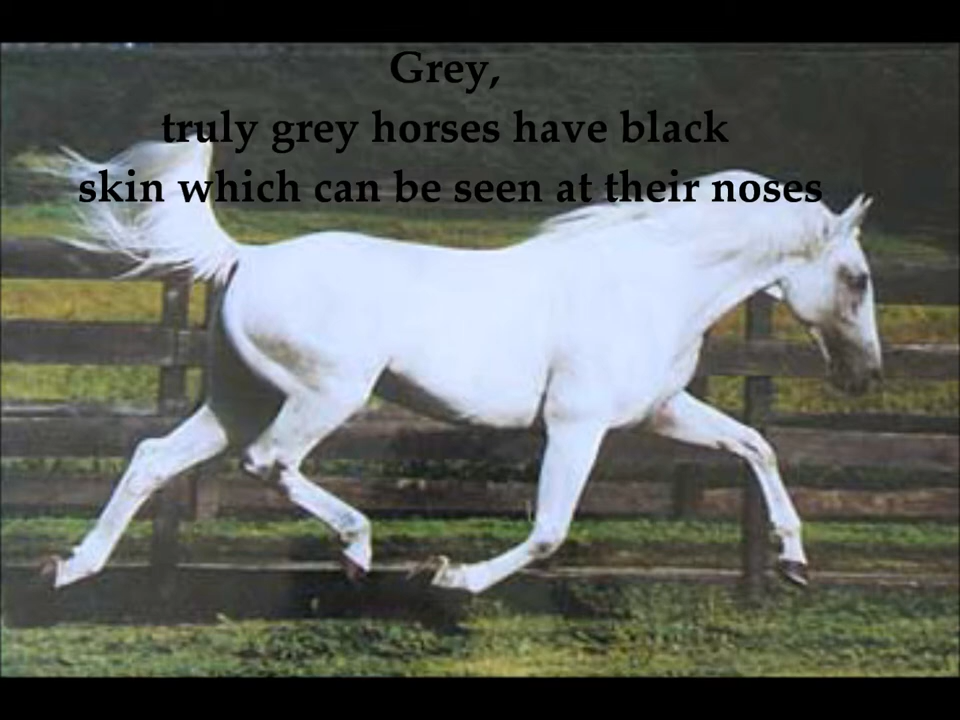 Grey,
truly grey horses have black
skin which can be seen at their noses